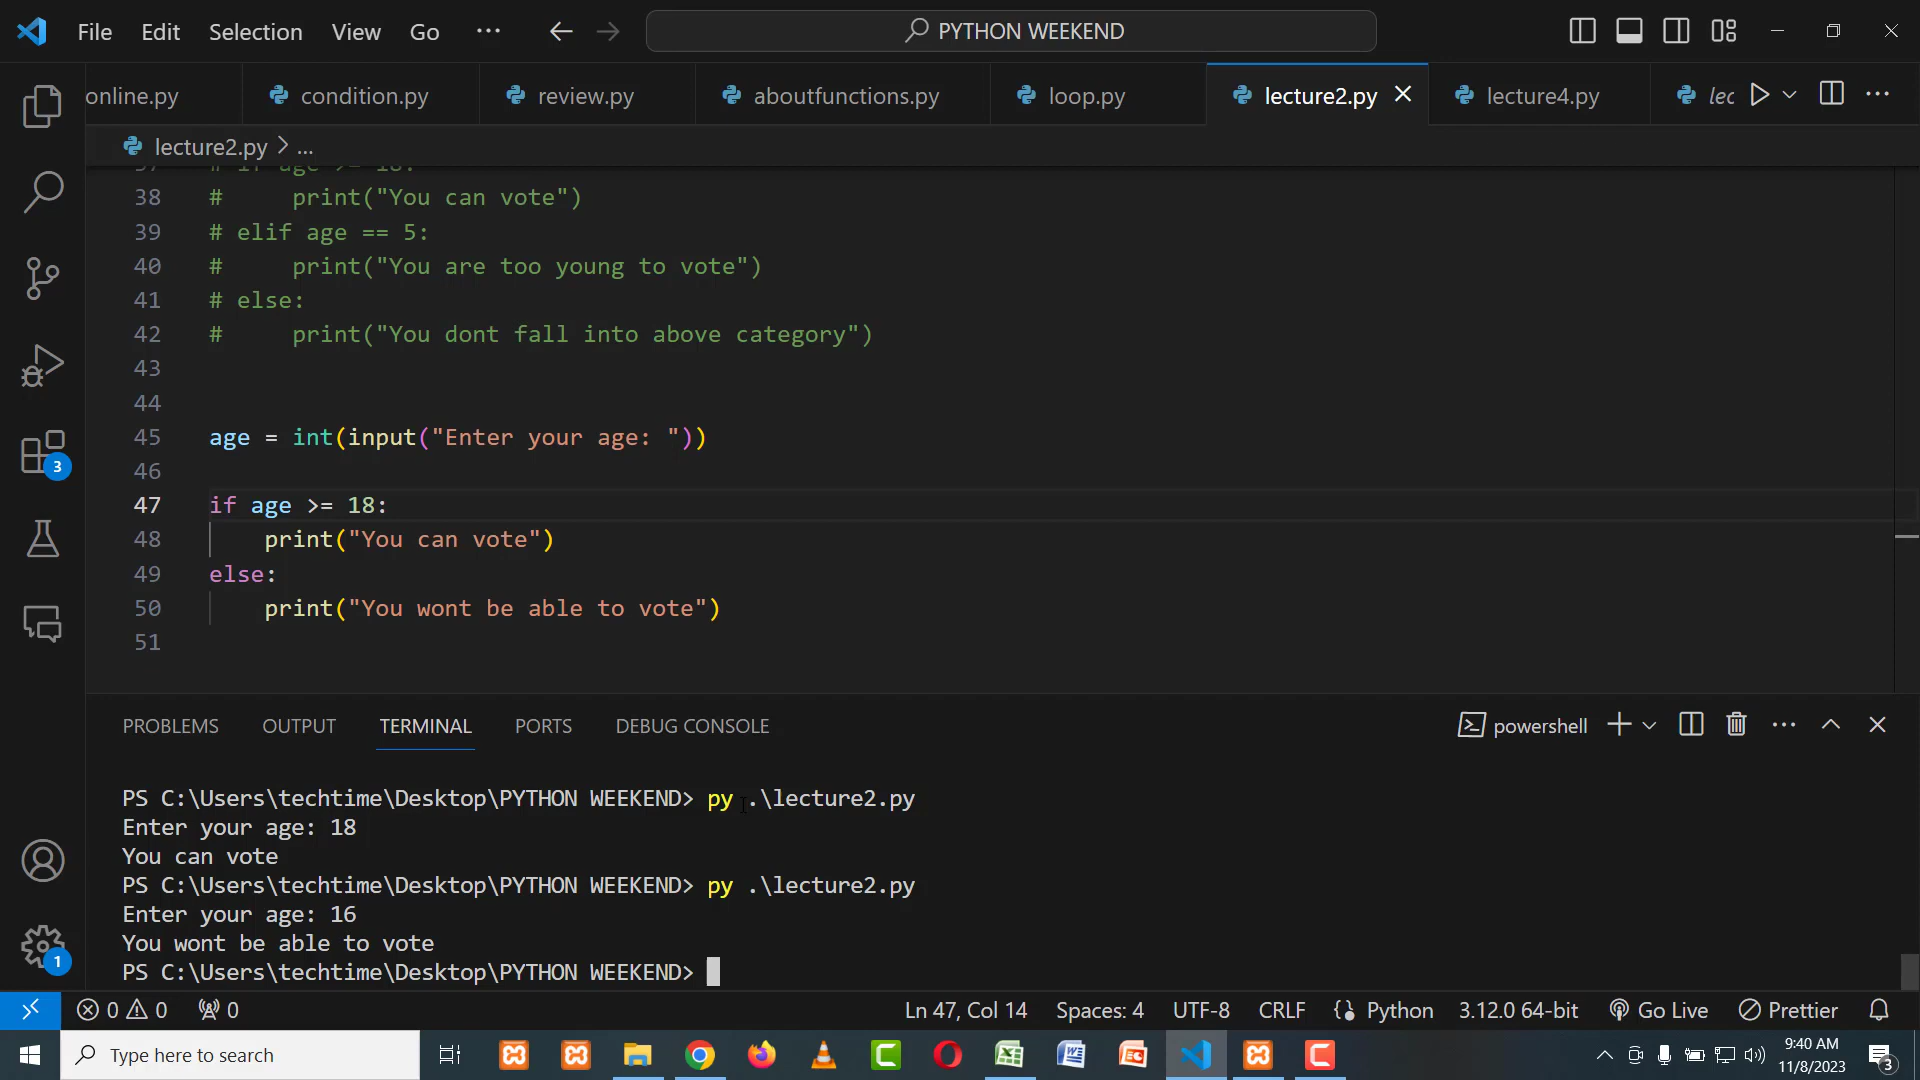 File Edit Selection View Go ··· PYTHON WEEKEND
online.py condition.py review.py aboutfunctions.py loop.py lecture2.py lecture4.py lec
lecture2.py > ...
37 # if age >= 18:
38 #     print("You can vote")
39 # elif age == 5:
40 #     print("You are too young to vote")
41 # else:
42 #     print("You dont fall into above category")
43
44
45 age = int(input("Enter your age: "))
46
47 if age >= 18:
48     print("You can vote")
49 else:
50     print("You wont be able to vote")
51
PROBLEMS OUTPUT TERMINAL PORTS DEBUG CONSOLE powershell
PS C:\Users\techtime\Desktop\PYTHON WEEKEND> py .\lecture2.py
Enter your age: 18
You can vote
PS C:\Users\techtime\Desktop\PYTHON WEEKEND> py .\lecture2.py
Enter your age: 16
You wont be able to vote
PS C:\Users\techtime\Desktop\PYTHON WEEKEND>
3
1
0 0 0 Ln 47, Col 14 Spaces: 4 UTF-8 CRLF Python 3.12.0 64-bit Go Live Prettier
Type here to search 9:40 AM
11/8/2023 3